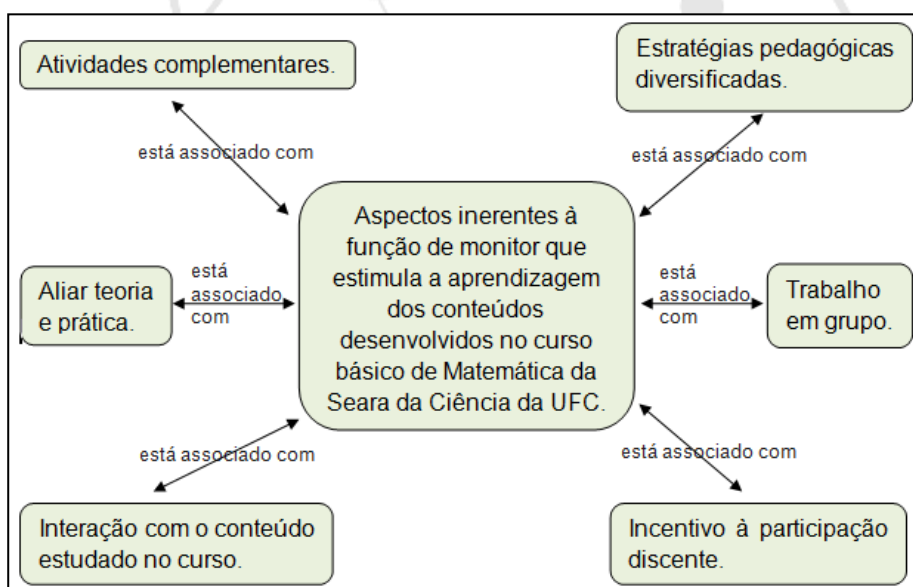 Atividades complementares.
Estratégias pedagógicas
diversificadas.
está associado com
está associado com
Aspectos inerentes à
função de monitor que
estimula a aprendizagem
dos conteúdos
desenvolvidos no curso
básico de Matemática da
Seara da Ciência da UFC.
Aliar teoria
e prática.
está
associado
com
está
associado
com
Trabalho
em grupo.
está associado com
está associado com
Interação com o conteúdo
estudado no curso.
Incentivo à participação
discente.